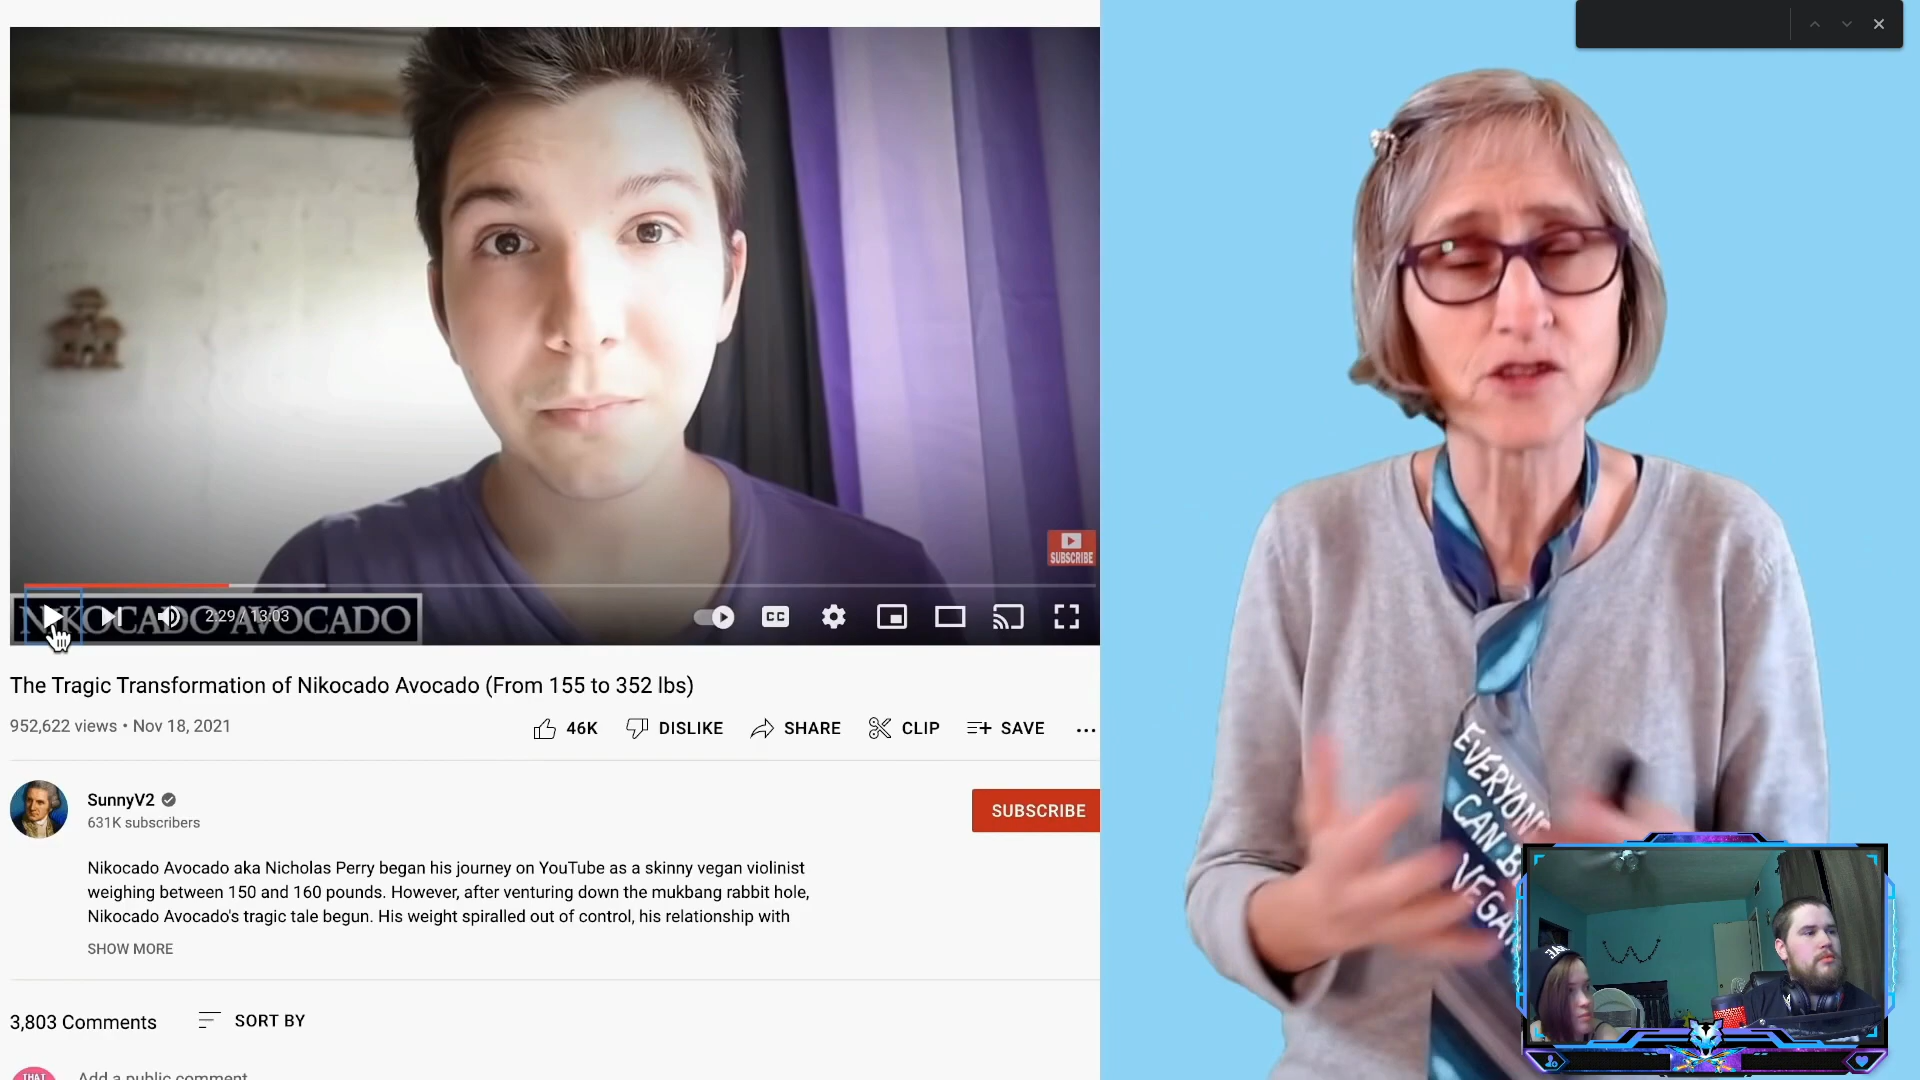 SUBSCRIBE
NIKOCADO AVOCADO
2:29 / 13:03
CC
The Tragic Transformation of Nikocado Avocado (From 155 to 352 lbs)
952,622 views • Nov 18, 2021
46K
DISLIKE
SHARE
CLIP
SAVE
SunnyV2
631K subscribers
SUBSCRIBE
Nikocado Avocado aka Nicholas Perry began his journey on YouTube as a skinny vegan violinist
weighing between 150 and 160 pounds. However, after venturing down the mukbang rabbit hole,
Nikocado Avocado's tragic tale begun. His weight spiralled out of control, his relationship with
SHOW MORE
3,803 Comments
SORT BY
THAT
Add a public comment
EVERYONE
CAN B
VEGAN